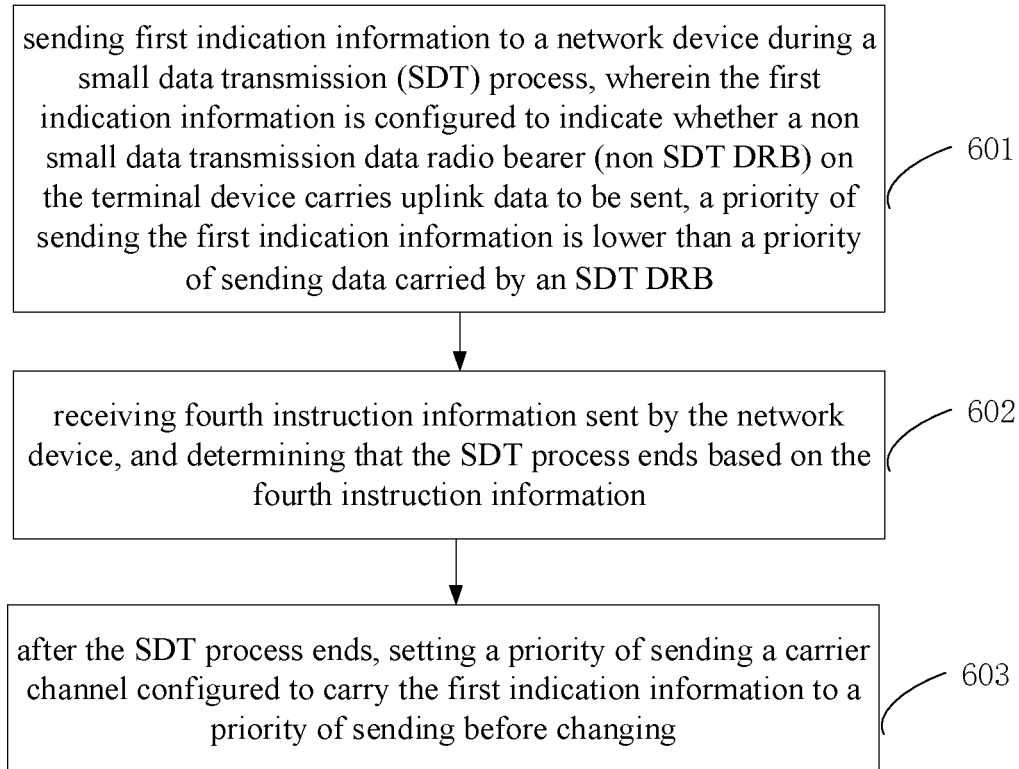 sending first indication information to a network device during a
small data transmission (SDT) process, wherein the first
indication information is configured to indicate whether a non
small data transmission data radio bearer (non SDT DRB) on
the terminal device carries uplink data to be sent, a priority of
sending the first indication information is lower than a priority
of sending data carried by an SDT DRB
601
receiving fourth instruction information sent by the network
device, and determining that the SDT process ends based on the
fourth instruction information
602
after the SDT process ends, setting a priority of sending a carrier
channel configured to carry the first indication information to a
priority of sending before changing
603